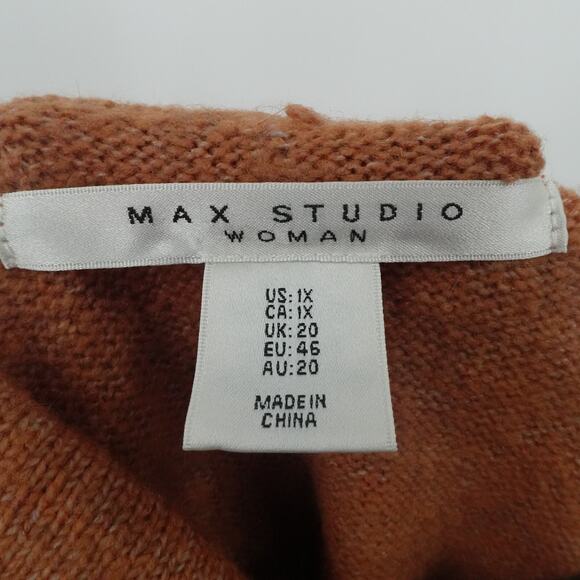 MAX STUDIO
WOMAN
US:1X
CA:1X
UK:20
EU:46
AU:20
MADE IN
CHINA